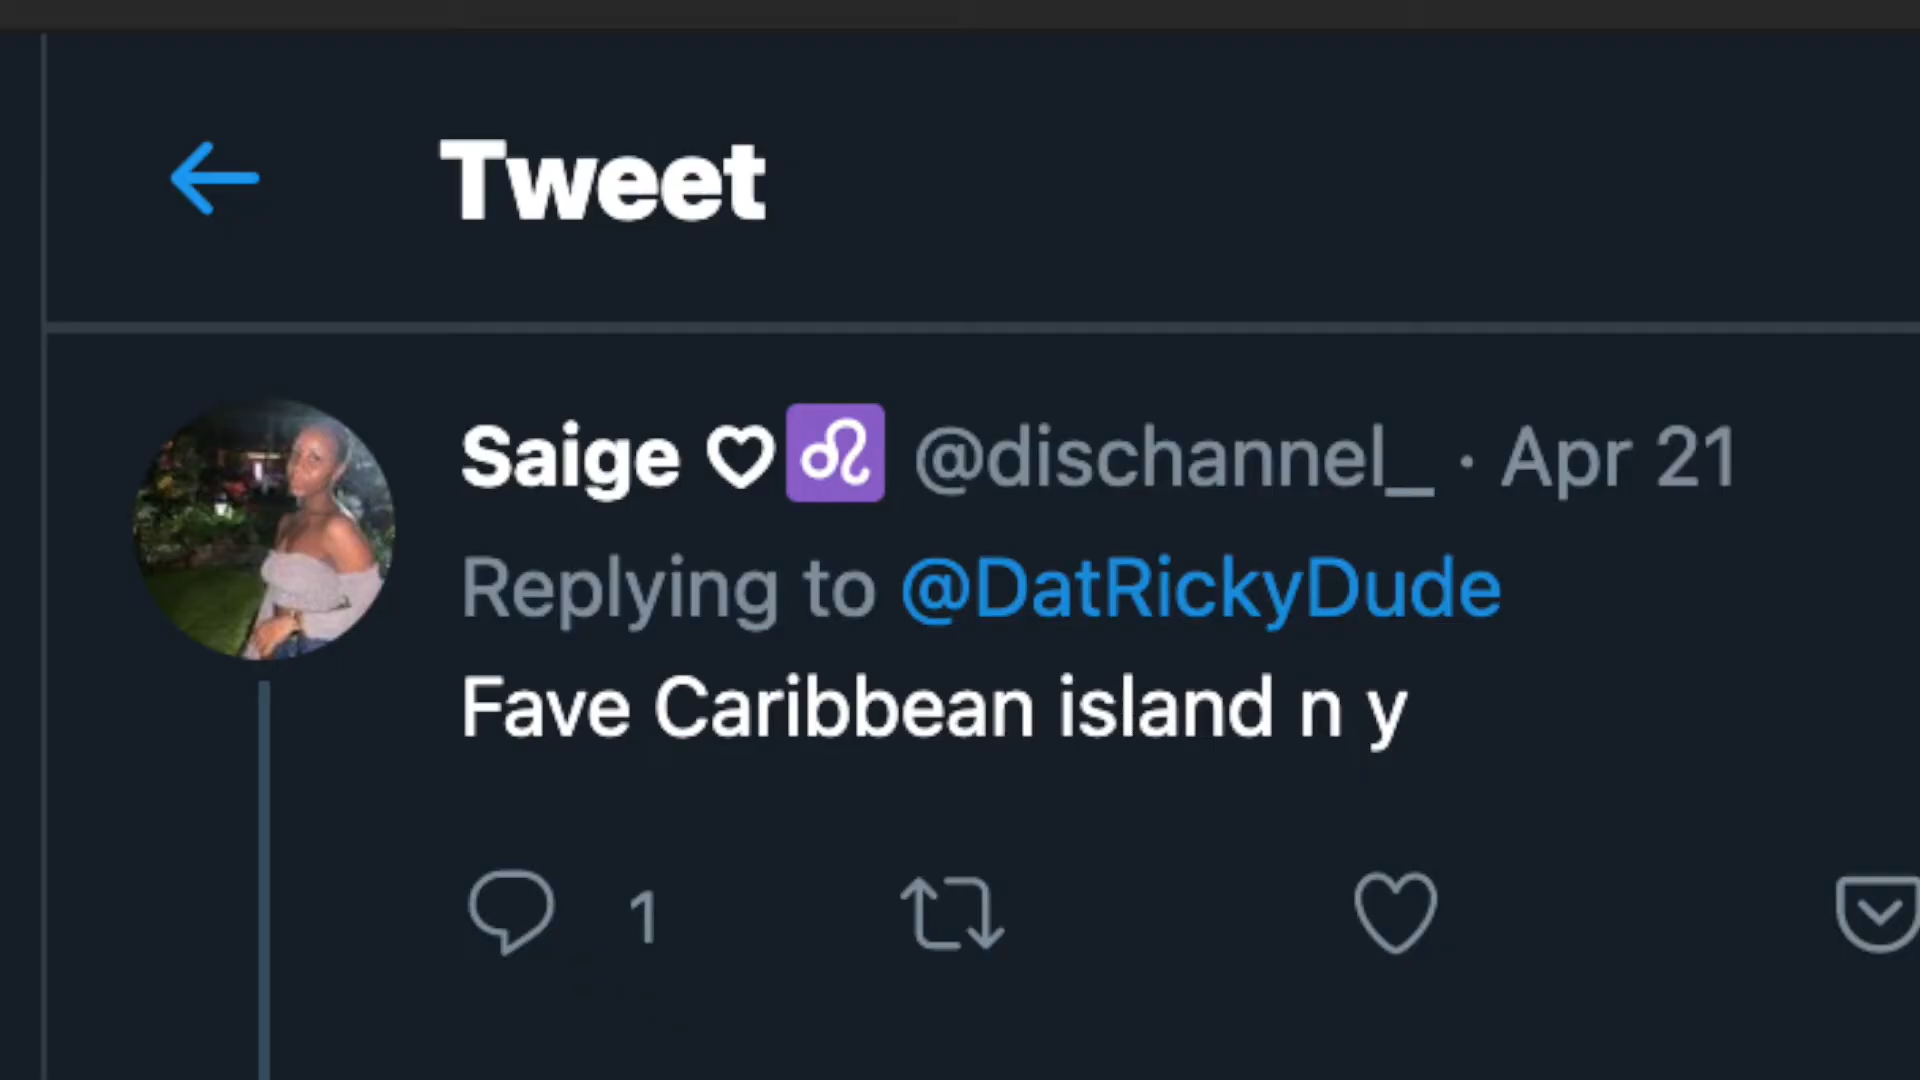 Tweet
Saige ♡♌ @dischannel_ · Apr 21
Replying to @DatRickyDude
Fave Caribbean island n y
1